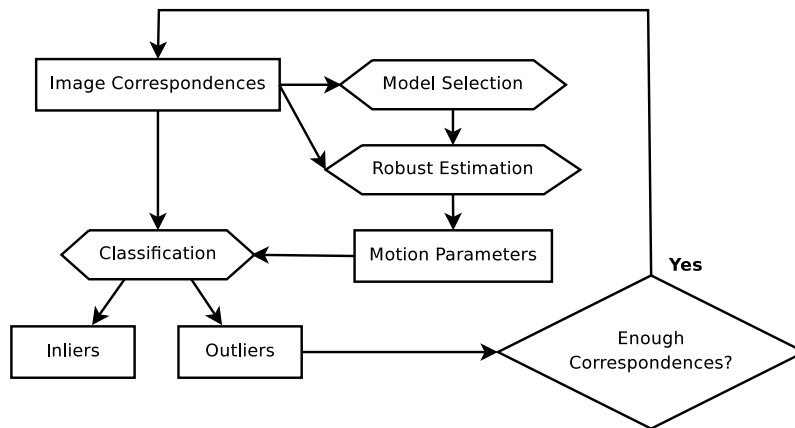 Image Correspondences
Model Selection
Robust Estimation
Classification
Motion Parameters
Yes
Inliers
Outliers
Enough
Correspondences?